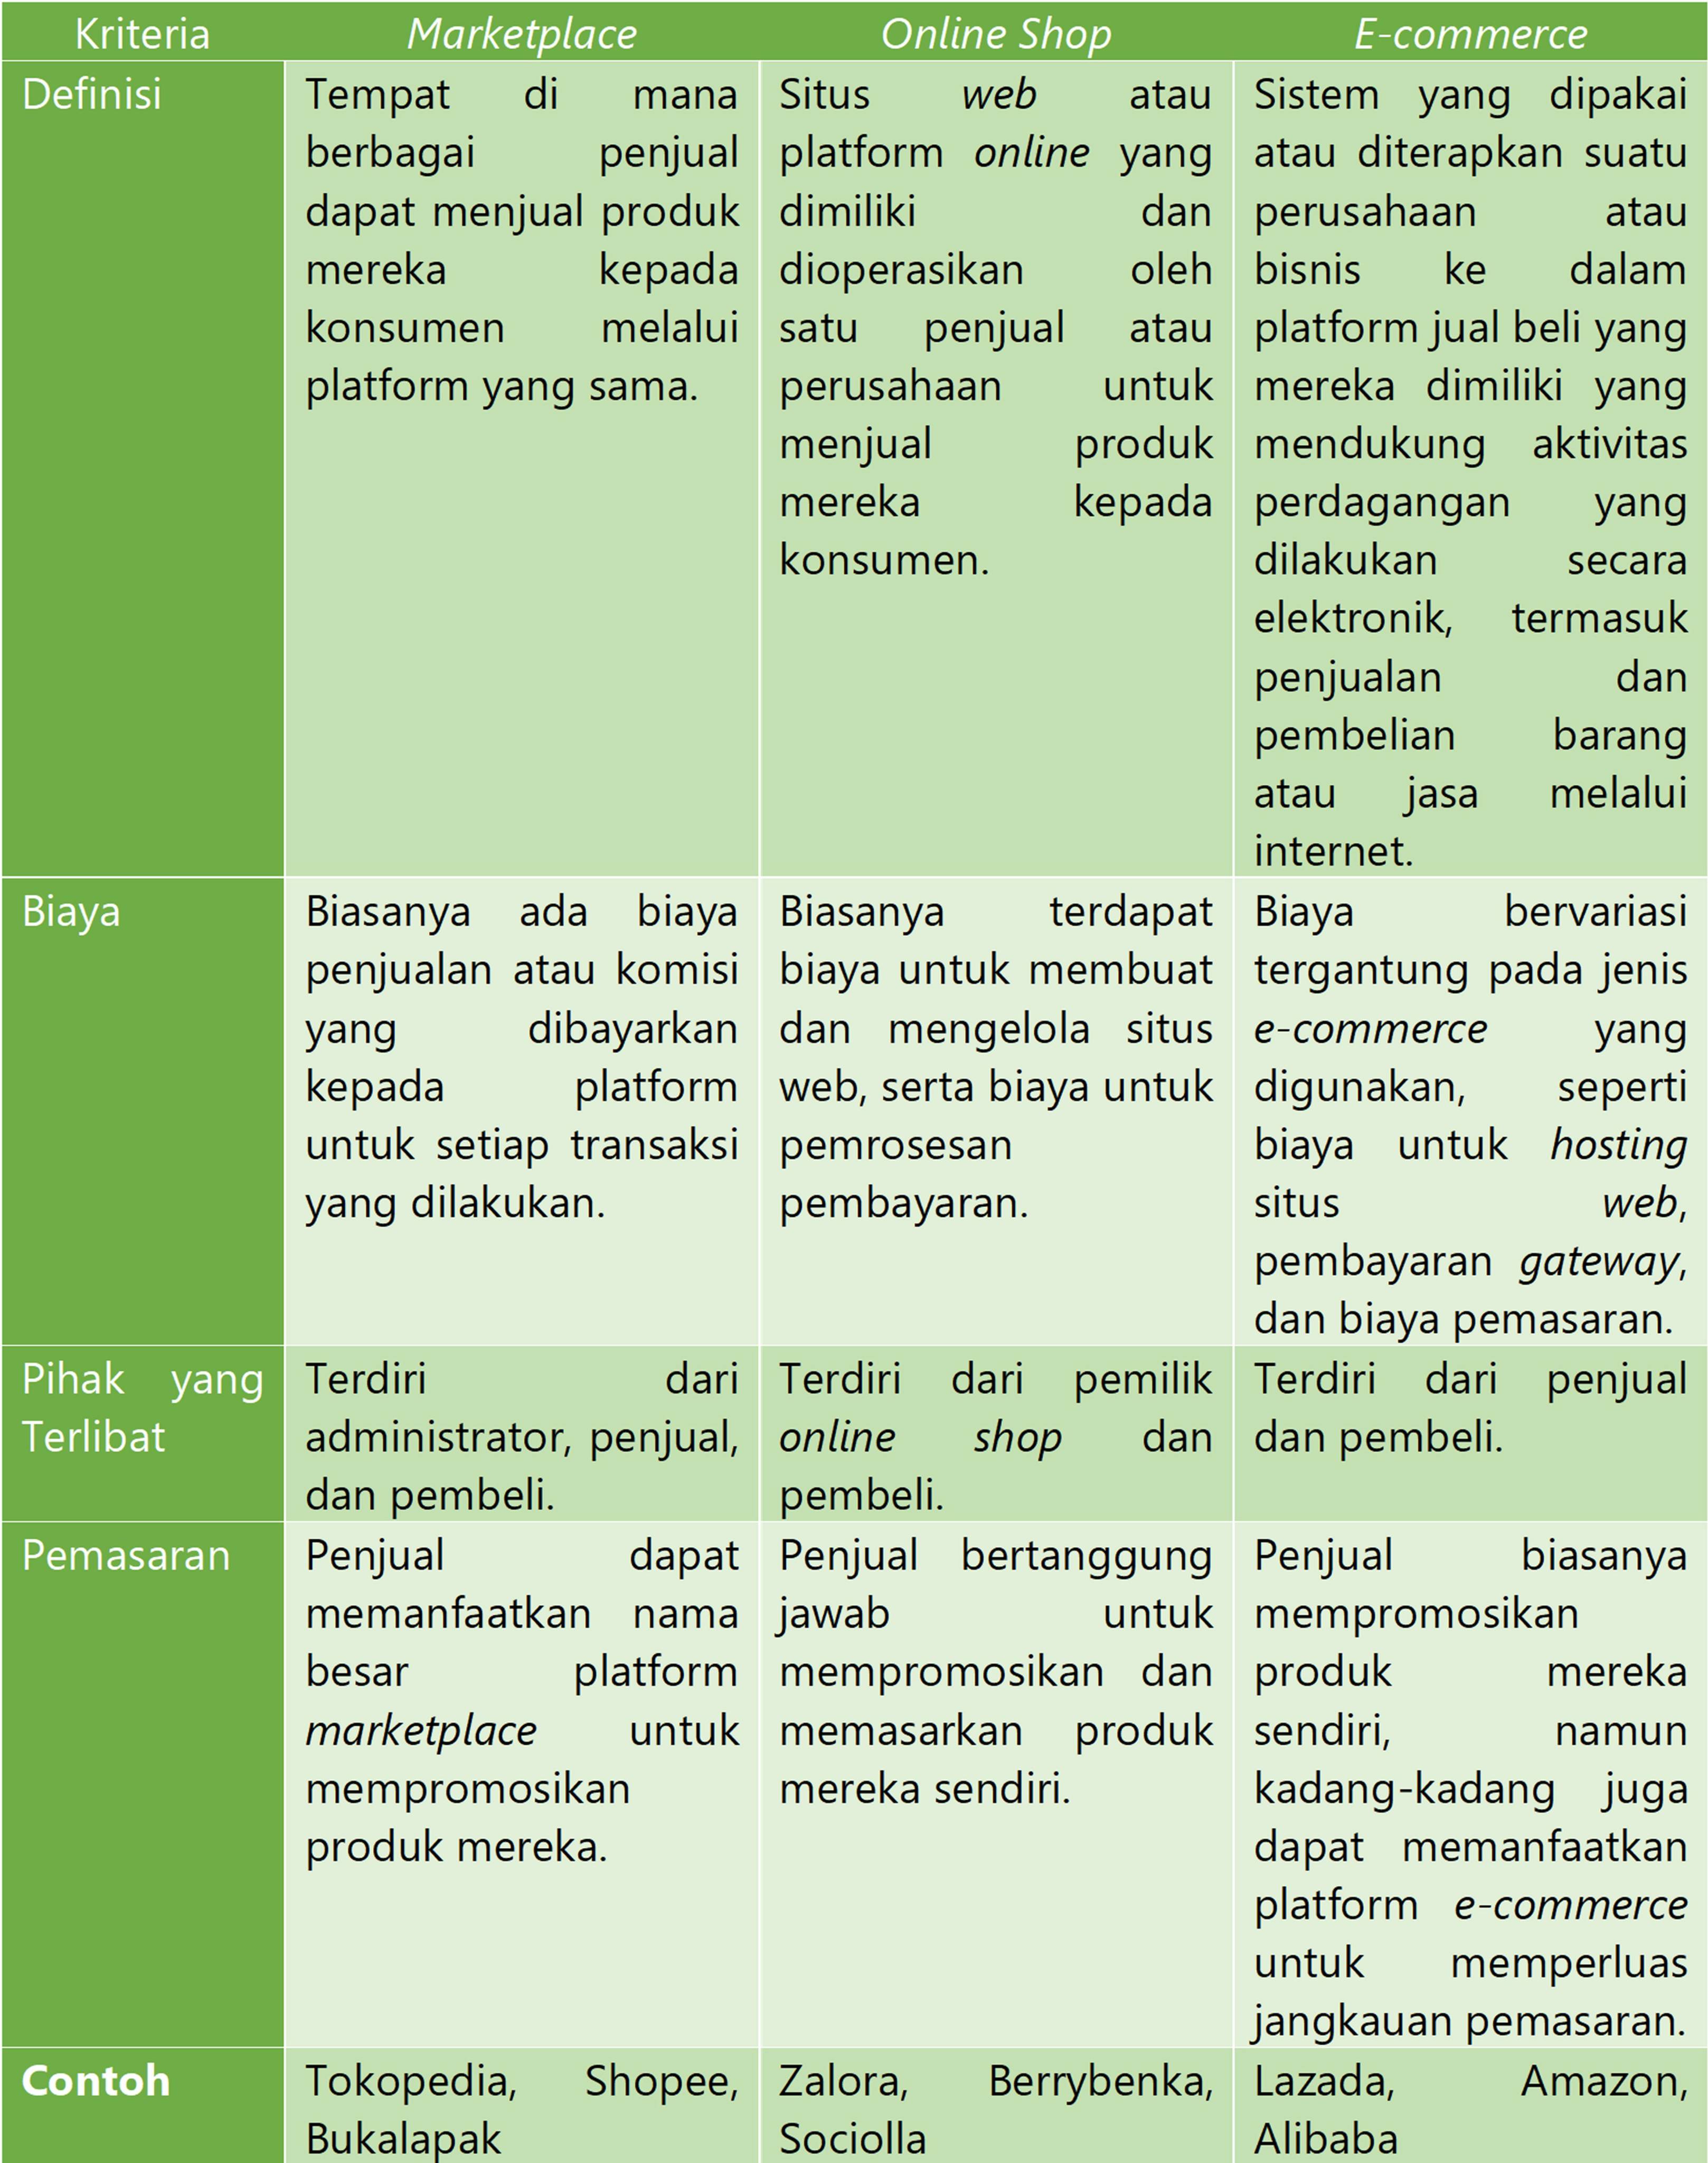 Kriteria Marketplace Online Shop E-commerce
Definisi
Tempat di mana
berbagai penjual
dapat menjual produk
mereka kepada
konsumen melalui
platform yang sama.
Situs web atau
platform online yang
dimiliki dan
dioperasikan oleh
satu penjual atau
perusahaan untuk
menjual produk
mereka kepada
konsumen.
Sistem yang dipakai
atau diterapkan suatu
perusahaan atau
bisnis ke dalam
platform jual beli yang
mereka dimiliki yang
mendukung aktivitas
perdagangan yang
dilakukan secara
elektronik, termasuk
penjualan dan
pembelian barang
atau jasa melalui
internet.
Biaya
Biasanya ada biaya
penjualan atau komisi
yang dibayarkan
kepada platform
untuk setiap transaksi
yang dilakukan.
Biasanya terdapat
biaya untuk membuat
dan mengelola situs
web, serta biaya untuk
pemrosesan
pembayaran.
Biaya bervariasi
tergantung pada jenis
e-commerce yang
digunakan, seperti
biaya untuk hosting
situs web,
pembayaran gateway,
dan biaya pemasaran.
Pihak yang
Terlibat
Terdiri dari
administrator, penjual,
dan pembeli.
Terdiri dari pemilik
online shop dan
pembeli.
Terdiri dari penjual
dan pembeli.
Pemasaran
Penjual dapat
memanfaatkan nama
besar platform
marketplace untuk
mempromosikan
produk mereka.
Penjual bertanggung
jawab untuk
mempromosikan dan
memasarkan produk
mereka sendiri.
Penjual biasanya
mempromosikan
produk mereka
sendiri, namun
kadang-kadang juga
dapat memanfaatkan
platform e-commerce
untuk memperluas
jangkauan pemasaran.
Contoh
Tokopedia, Shopee,
Bukalapak
Zalora, Berrybenka,
Sociolla
Lazada, Amazon,
Alibaba